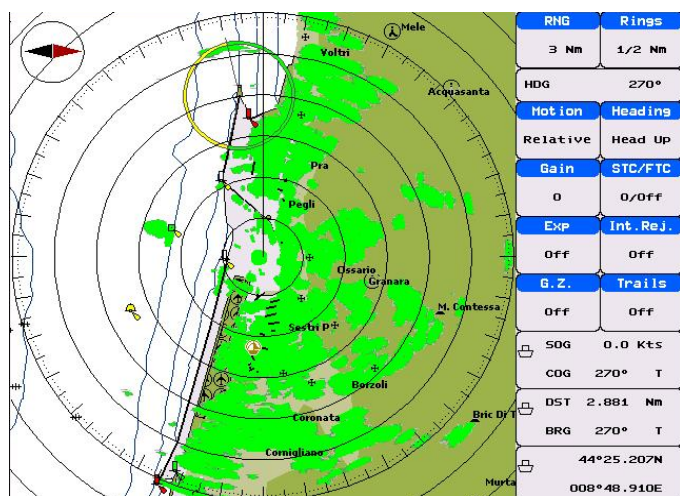 Mele
Voltri
Acquasanta
Pra
Pegli
Ossario
Granara
M. Contessa
Sestri P
Borzoli
Coronata
Bric Di T
Cornigliano
Murta
RNG Rings
3 Nm 1/2 Nm
HDG 270°
Motion Heading
Relative Head Up
Gain STC/FTC
0 0/Off
Exp Int.Rej.
Off Off
G.Z. Trails
Off Off
SOG 0.0 Kts
COG 270° T
DST 2.881 Nm
BRG 270° T
44°25.207N
008°48.910E